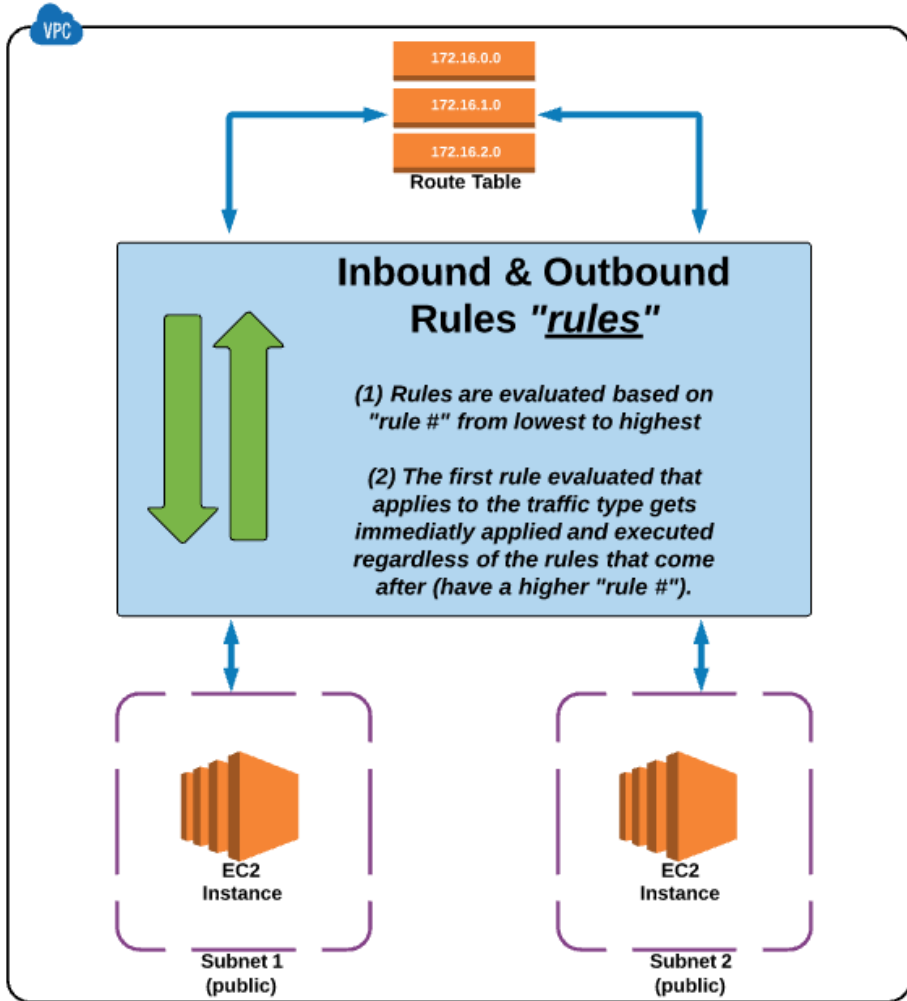 VPC
172.16.0.0
172.16.1.0
172.16.2.0
Route Table
Inbound & Outbound
Rules "rules"
(1) Rules are evaluated based on
"rule #" from lowest to highest
(2) The first rule evaluated that
applies to the traffic type gets
immediatly applied and executed
regardless of the rules that come
after (have a higher "rule #").
EC2
Instance
Subnet 1
(public)
EC2
Instance
Subnet 2
(public)